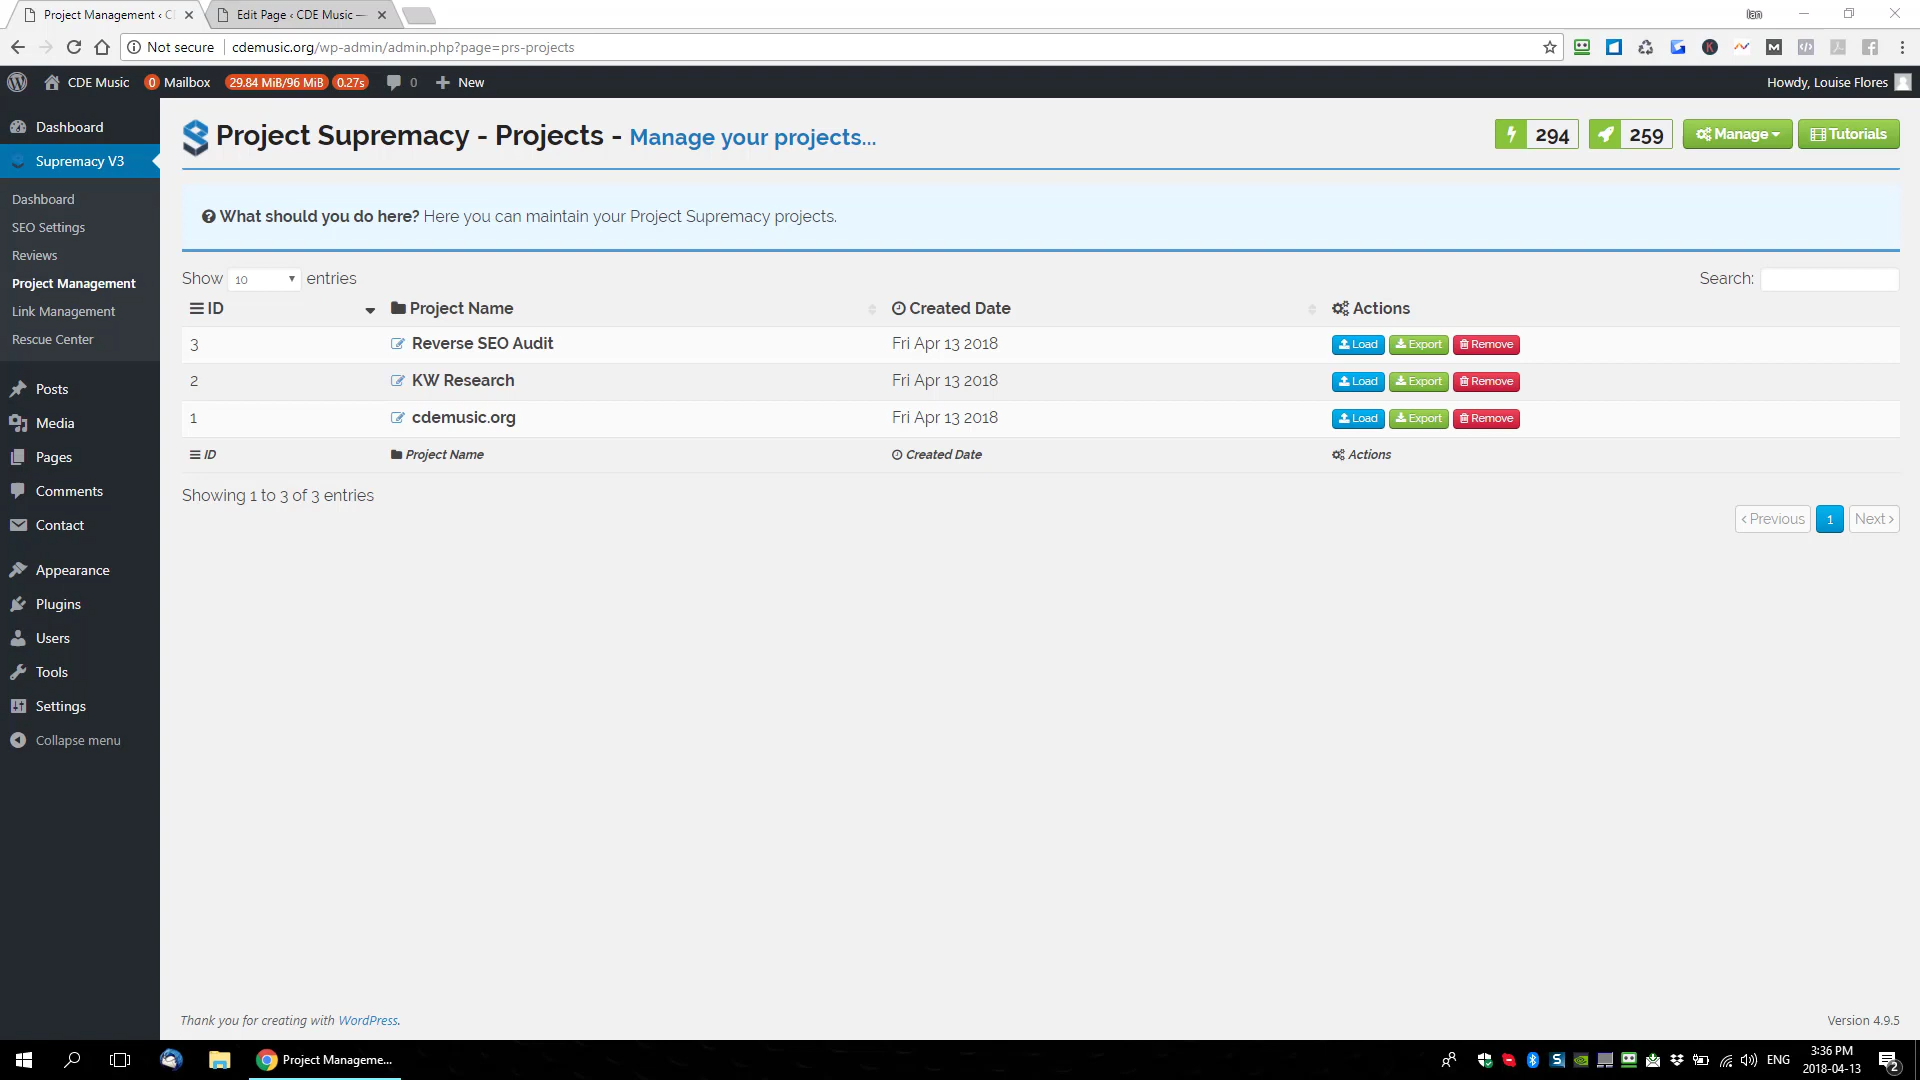 Project Management ‹ C
Edit Page ‹ CDE Music —
Ian
Not secure
cdemusic.org/wp-admin/admin.php?page=prs-projects
CDE Music
0 Mailbox
29.84 MiB/96 MiB
0.27s
0
New
Howdy, Louise Flores
Dashboard
Supremacy V3
Dashboard
SEO Settings
Reviews
Project Management
Link Management
Rescue Center
Posts
Media
Pages
Comments
Contact
Appearance
Plugins
Users
Tools
Settings
Collapse menu
Project Supremacy - Projects - Manage your projects...
294
259
Manage
Tutorials
What should you do here? Here you can maintain your Project Supremacy projects.
Show 10 entries
Search:
ID Project Name Created Date Actions
3 Reverse SEO Audit Fri Apr 13 2018 Load Export Remove
2 KW Research Fri Apr 13 2018 Load Export Remove
1 cdemusic.org Fri Apr 13 2018 Load Export Remove
ID Project Name Created Date Actions
Showing 1 to 3 of 3 entries
‹ Previous 1 Next ›
Thank you for creating with WordPress.
Version 4.9.5
Project Manageme...
ENG
3:36 PM
2018-04-13
2